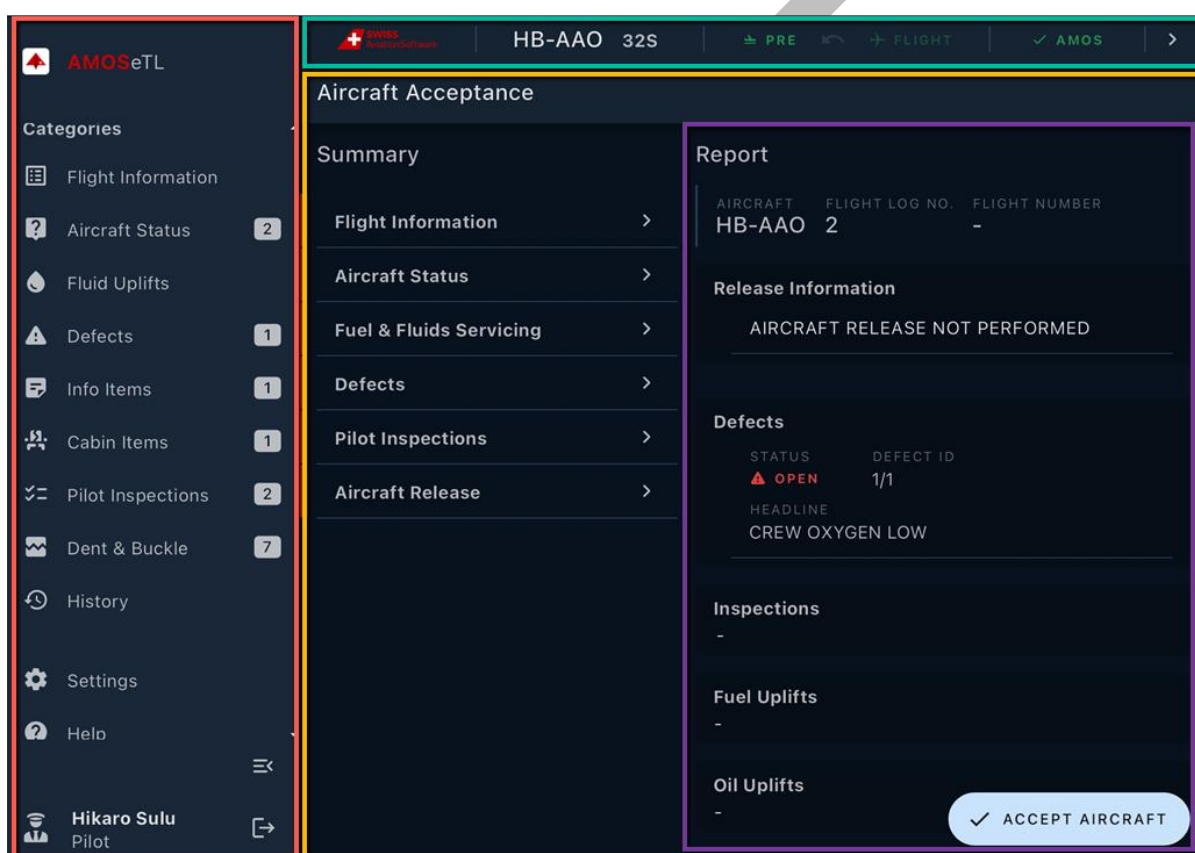 AMOSeTL
Categories
Flight Information
Aircraft Status 2
Fluid Uplifts
Defects 1
Info Items 1
Cabin Items 1
Pilot Inspections 2
Dent & Buckle 7
History
Settings
Help
Hikaro Sulu
Pilot
SWISS
AviationSoftware
HB-AAO 32S
PRE
FLIGHT
AMOS
Aircraft Acceptance
Summary
Flight Information
Aircraft Status
Fuel & Fluids Servicing
Defects
Pilot Inspections
Aircraft Release
Report
AIRCRAFT FLIGHT LOG NO. FLIGHT NUMBER
HB-AAO 2 -
Release Information
AIRCRAFT RELEASE NOT PERFORMED
Defects
STATUS DEFECT ID
OPEN 1/1
HEADLINE
CREW OXYGEN LOW
Inspections
-
Fuel Uplifts
-
Oil Uplifts
-
ACCEPT AIRCRAFT